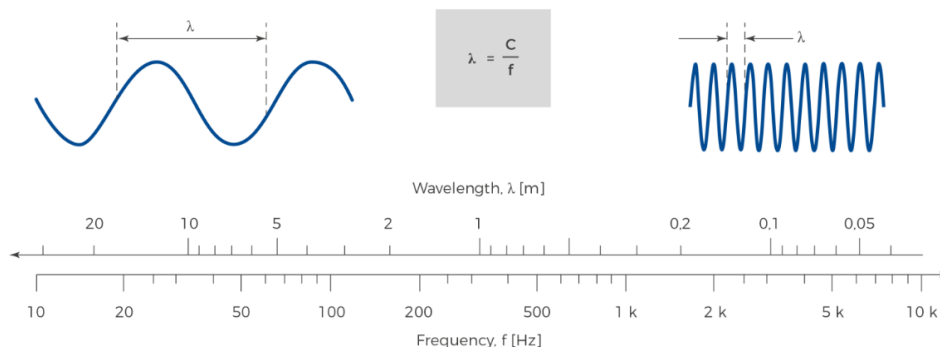 λ
λ = C / f
λ
Wavelength, λ [m]
20 10 5 2 1 0,2 0,1 0,05
10 20 50 100 200 500 1 k 2 k 5 k 10 k
Frequency, f [Hz]